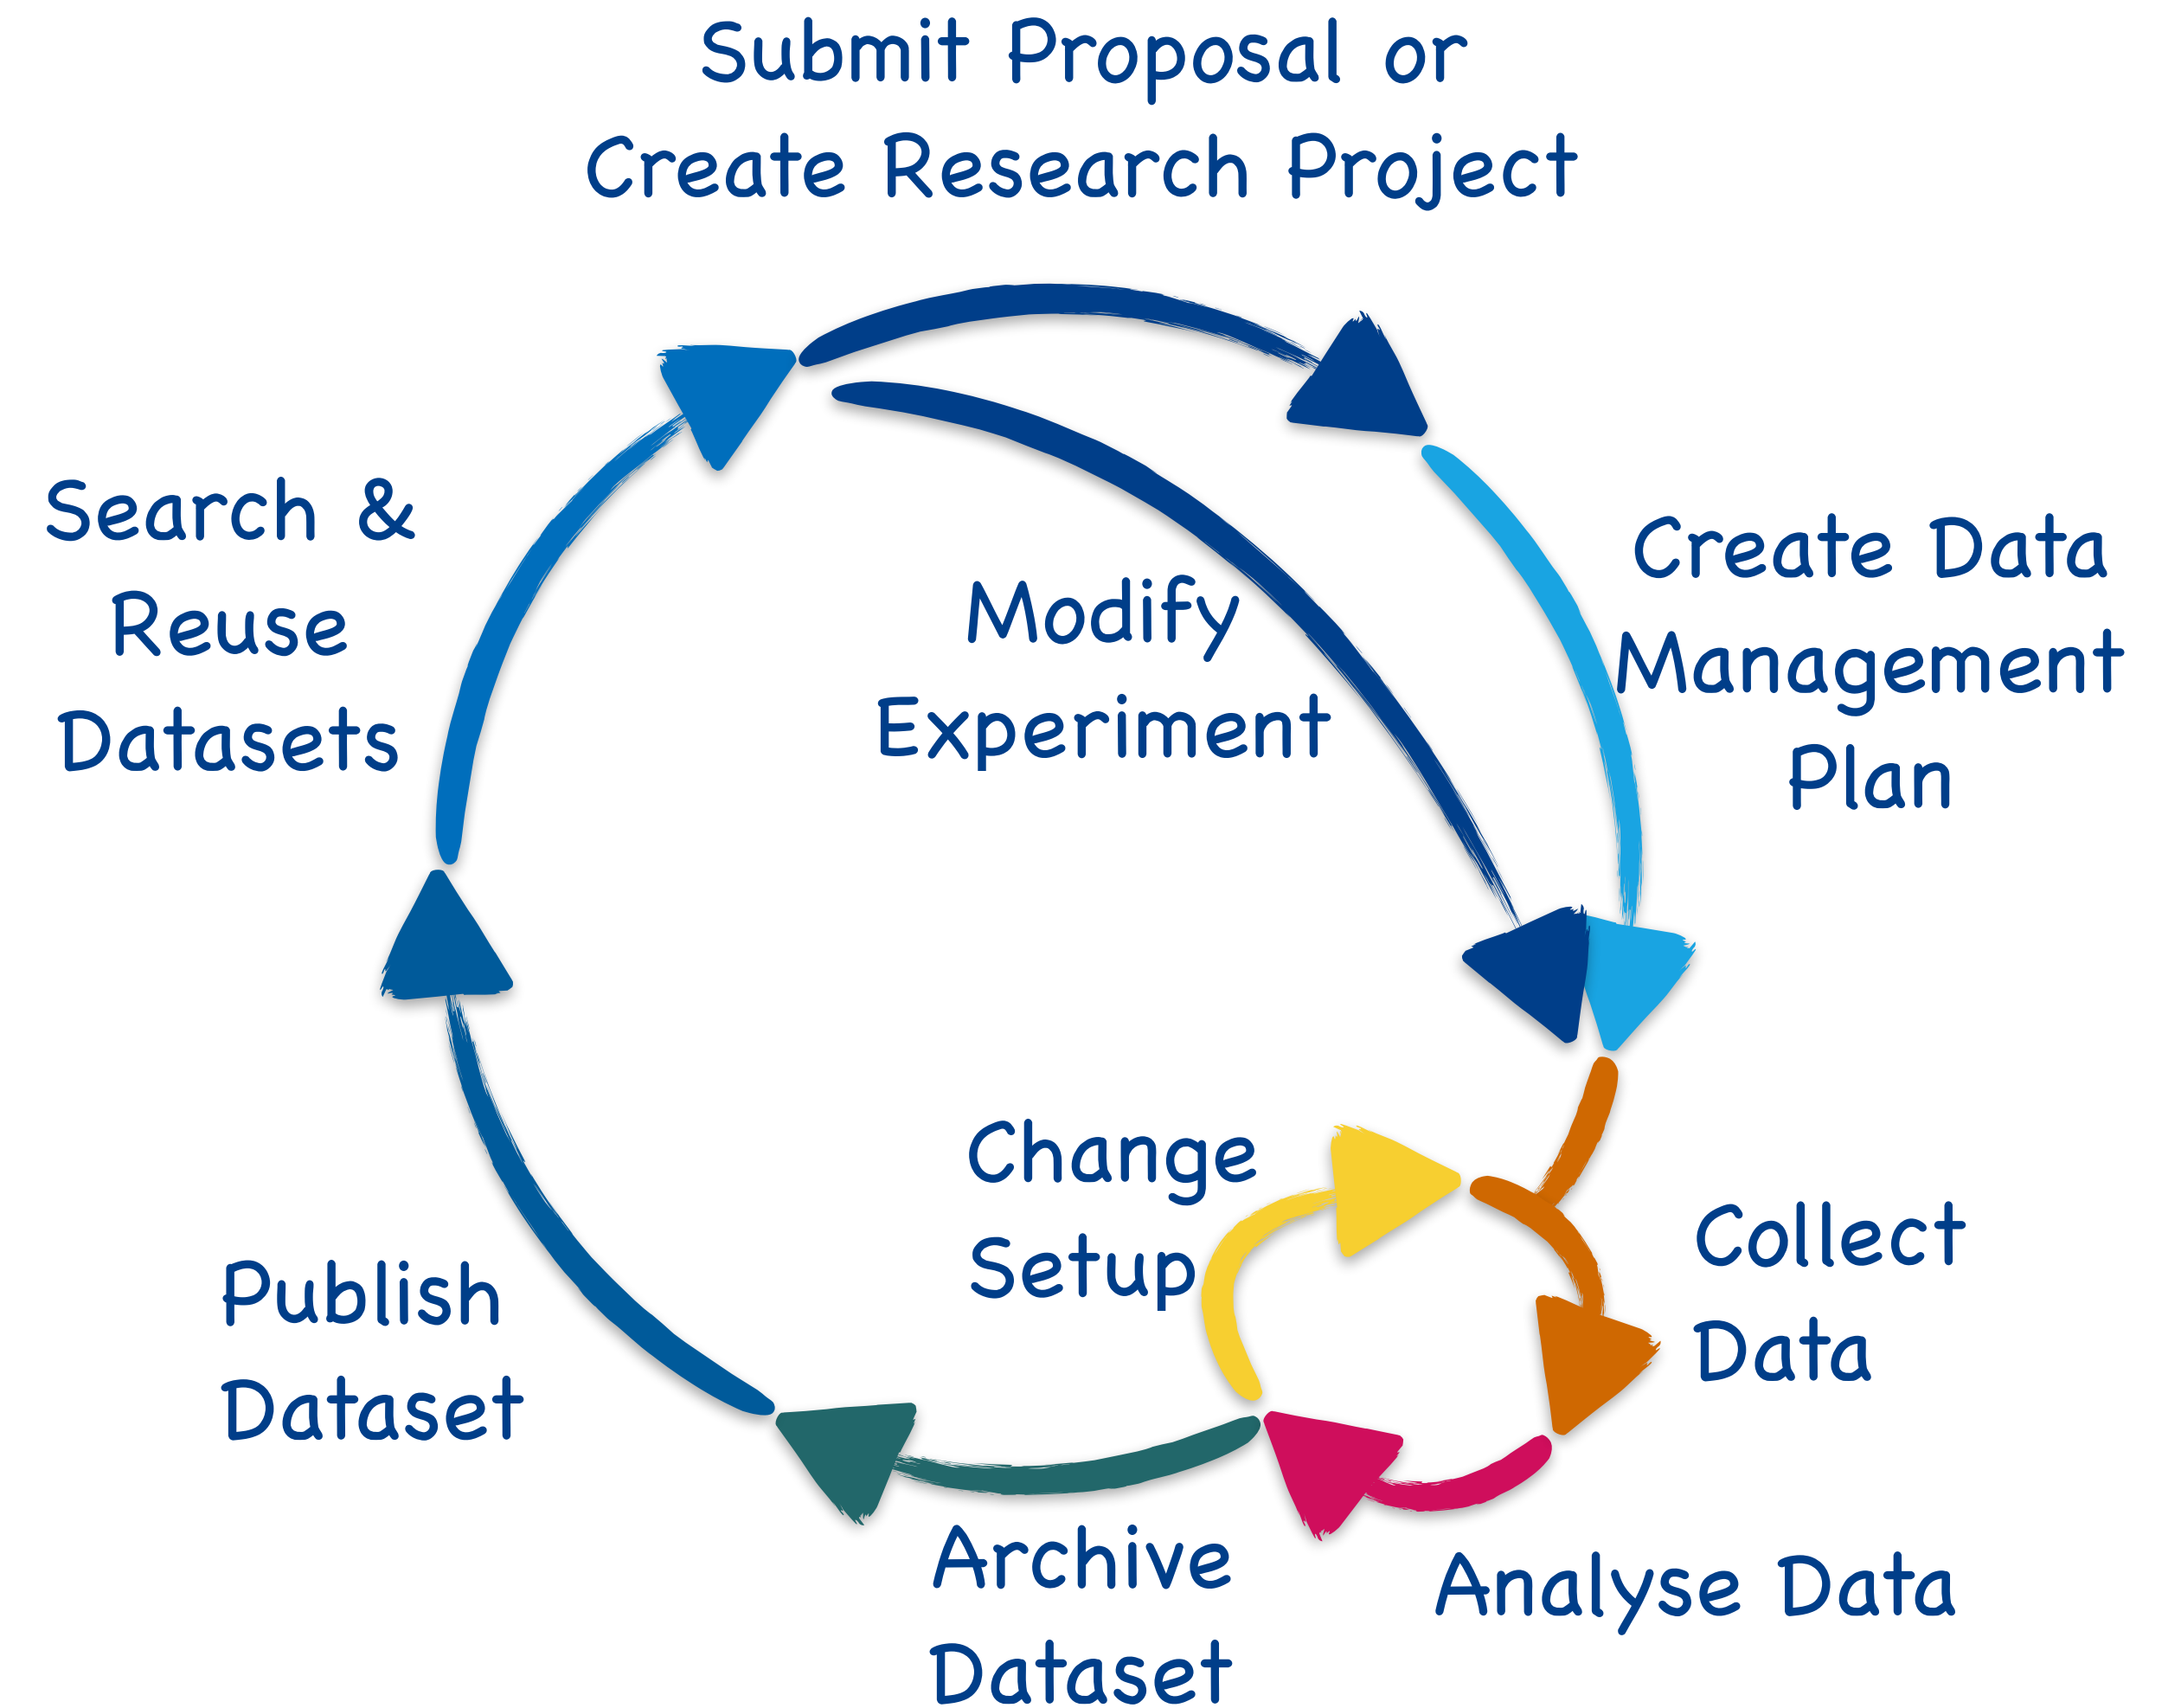 Submit Proposal or
Create Research Project
Search &
Reuse
Datasets
Modify
Experiment
Create Data
Management
Plan
Change
Setup
Collect
Data
Publish
Dataset
Archive
Dataset
Analyse Data